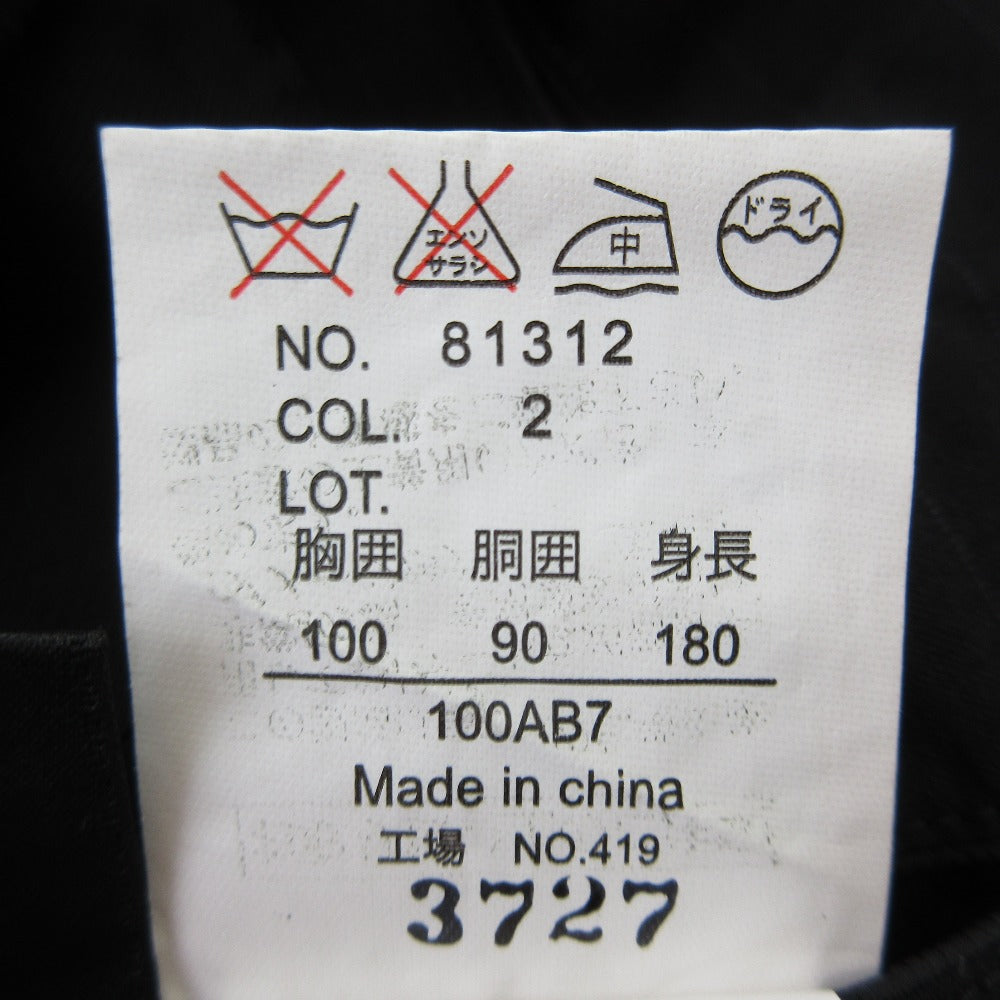 エンソ
サラシ
中
ドライ
NO. 81312
COL. 2
LOT.
胸囲 胴囲 身長
100 90 180
100AB7
Made in china
工場 NO.419
3727